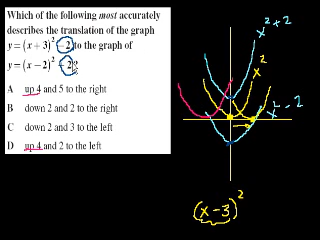 Which of the following most accurately
describes the translation of the graph
y = (x + 3)² − 2 to the graph of
y = (x − 2)² + 2?
A up 4 and 5 to the right
B down 2 and 2 to the right
C down 2 and 3 to the left
D up 4 and 2 to the left
x² + 2
x²
x² − 2
(x − 3)²